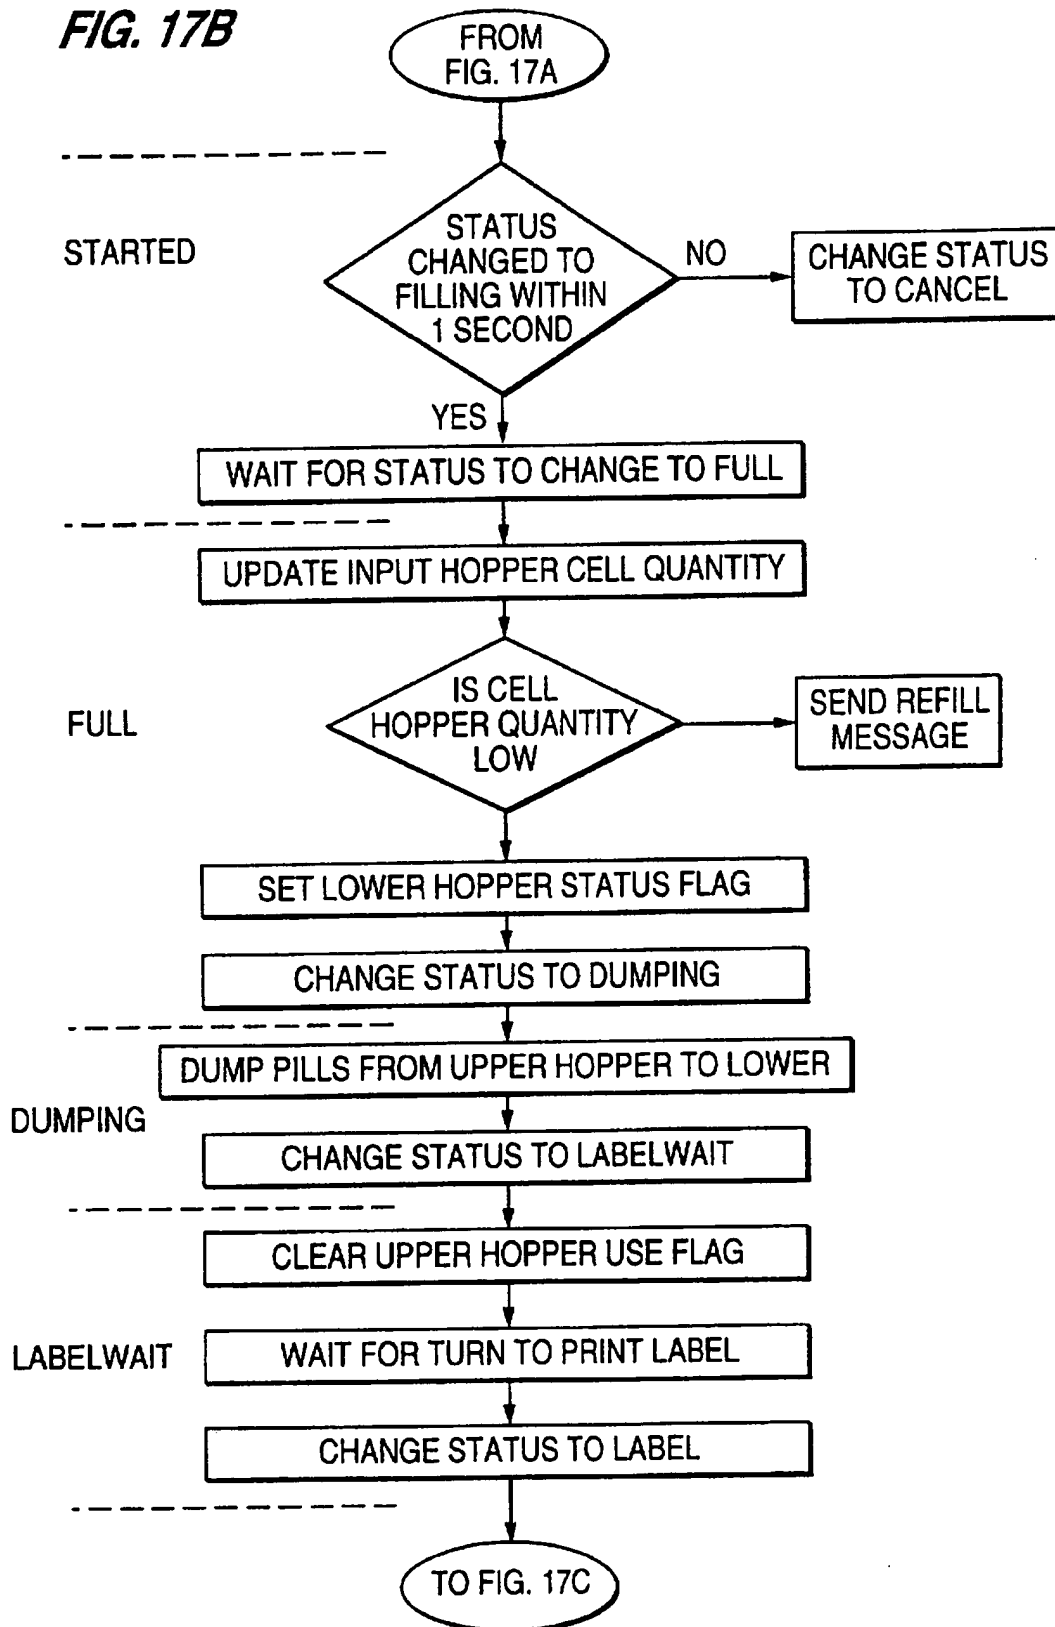 FIG. 17B
FROM
FIG. 17A
STARTED
STATUS
CHANGED TO
FILLING WITHIN
1 SECOND
NO
CHANGE STATUS
TO CANCEL
YES
WAIT FOR STATUS TO CHANGE TO FULL
UPDATE INPUT HOPPER CELL QUANTITY
FULL
IS CELL
HOPPER QUANTITY
LOW
SEND REFILL
MESSAGE
SET LOWER HOPPER STATUS FLAG
CHANGE STATUS TO DUMPING
DUMP PILLS FROM UPPER HOPPER TO LOWER
DUMPING
CHANGE STATUS TO LABELWAIT
CLEAR UPPER HOPPER USE FLAG
LABELWAIT
WAIT FOR TURN TO PRINT LABEL
CHANGE STATUS TO LABEL
TO FIG. 17C